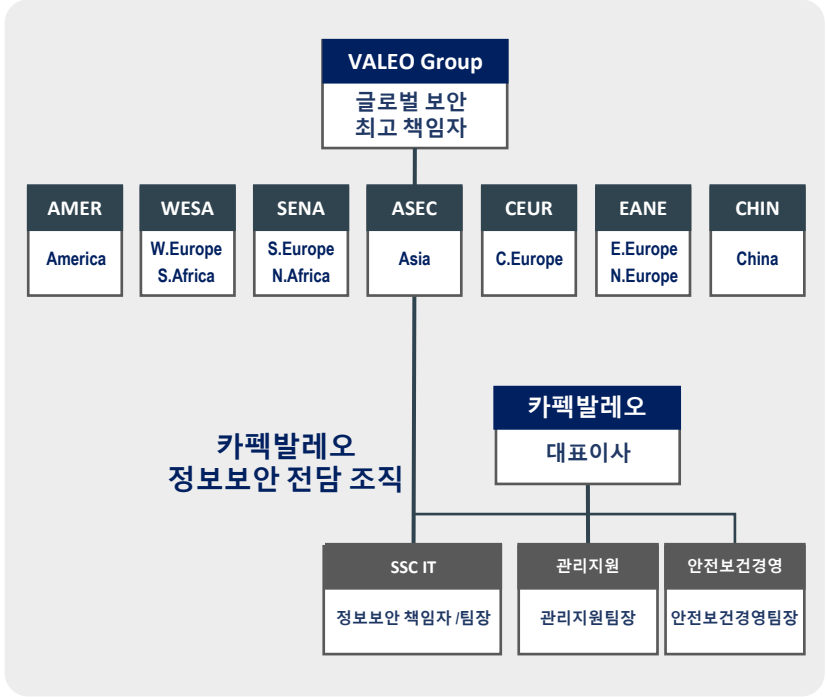 VALEO Group
글로벌 보안
최고 책임자
AMER
America
WESA
W.Europe
S.Africa
SENA
S.Europe
N.Africa
ASEC
Asia
CEUR
C.Europe
EANE
E.Europe
N.Europe
CHIN
China
카펙발레오
정보보안 전담 조직
카펙발레오
대표이사
SSC IT
정보보안 책임자 /팀장
관리지원
관리지원팀장
안전보건경영
안전보건경영팀장